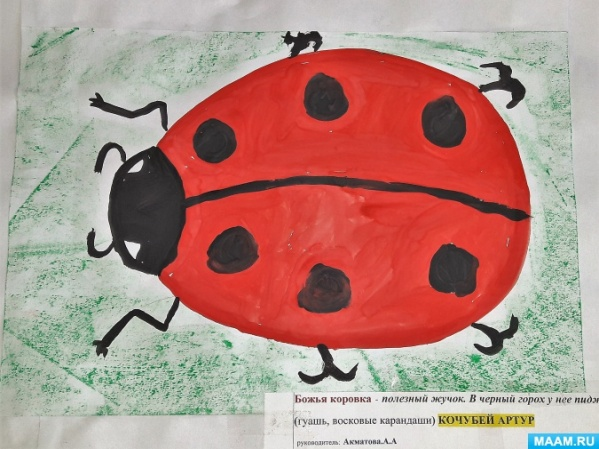 Божья коровка - полезный жучок. В черный горох у нее
(гуашь, восковые карандаши) КОЧУБЕЙ АРТУР
руководитель: Акматова.А.А
MAAM.RU